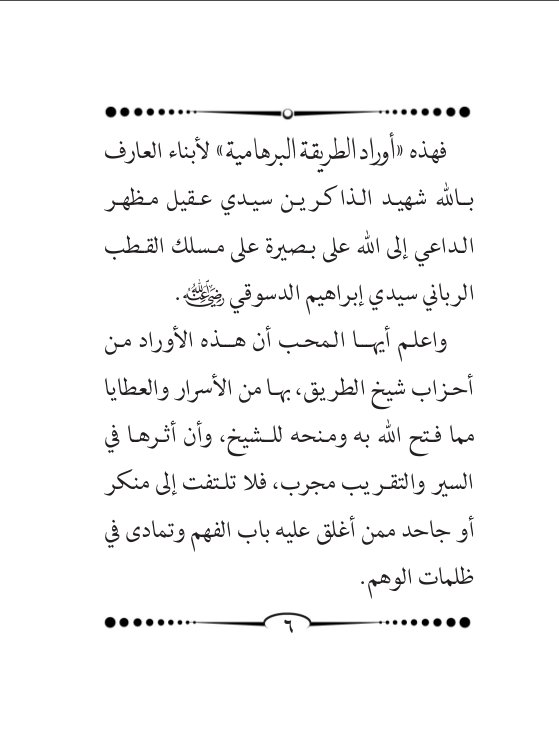 فهذه «أوراد الطريقة البرهامية» لأبناء العارف
بالله شهيد الذاكرين سيدي عقيل مظهر
الداعي إلى الله على بصيرة على مسلك القطب
الرباني سيدي إبراهيم الدسوقي رضي الله عنه.
واعلم أيها المحب أن هذه الأوراد من
أحزاب شيخ الطريق، بها من الأسرار والعطايا
مما فتح الله به ومنحه للشيخ، وأن أثرها في
السير والتقريب مجرب، فلا تلتفت إلى منكر
أو جاحد ممن أغلق عليه باب الفهم وتمادى في
ظلمات الوهم.
٦